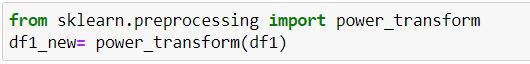 from sklearn.preprocessing import power_transform
df1_new= power_transform(df1)